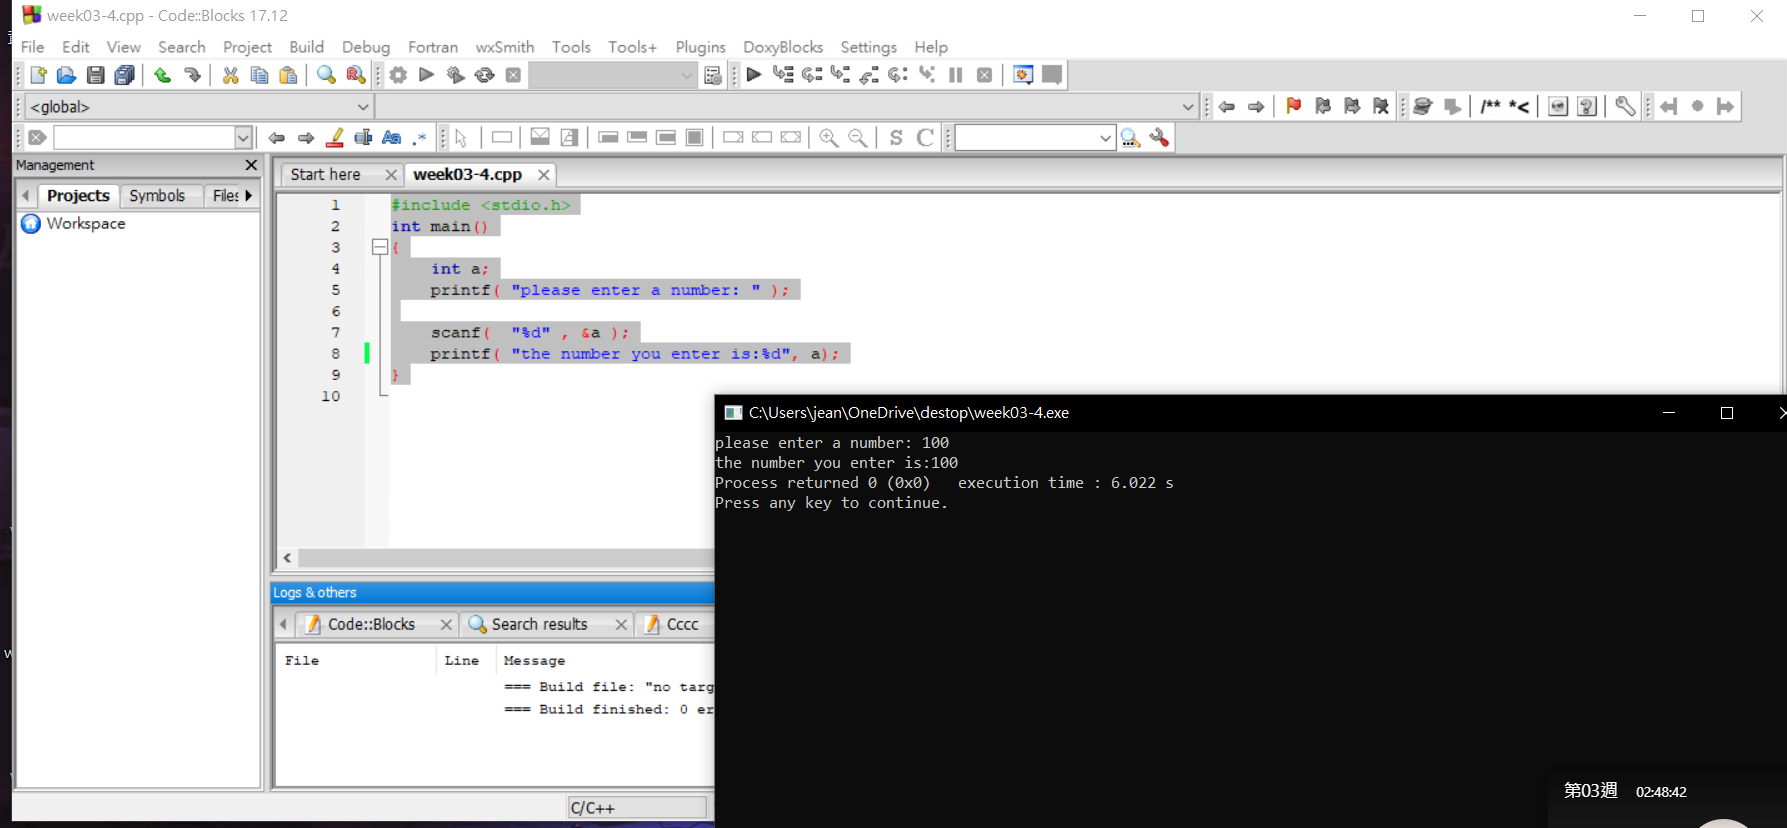 week03-4.cpp - Code::Blocks 17.12
File Edit View Search Project Build Debug Fortran wxSmith Tools Tools+ Plugins DoxyBlocks Settings Help
<global>
/** *<
Aa .*
S C
Management
Projects Symbols Files
Workspace
Start here week03-4.cpp
1 #include <stdio.h>
2 int main()
3 {
4 int a;
5 printf( "please enter a number: " );
6
7 scanf( "%d" , &a );
8 printf( "the number you enter is:%d", a);
9 }
10
C:\Users\jean\OneDrive\destop\week03-4.exe
please enter a number: 100
the number you enter is:100
Process returned 0 (0x0) execution time : 6.022 s
Press any key to continue.
Logs & others
Code::Blocks Search results Cccc
File Line Message
=== Build file: "no targ
=== Build finished: 0 er
C/C++
第03週 02:48:42